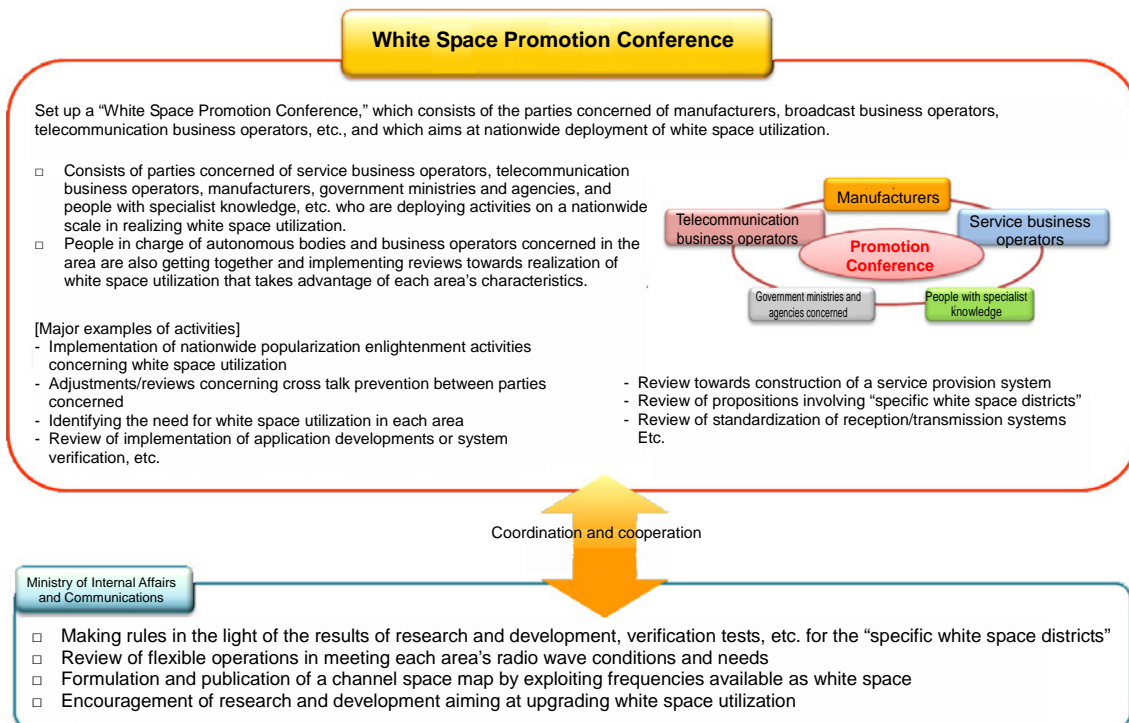 White Space Promotion Conference
Set up a “White Space Promotion Conference,” which consists of the parties concerned of manufacturers, broadcast business operators,
telecommunication business operators, etc., and which aims at nationwide deployment of white space utilization.
□ Consists of parties concerned of service business operators, telecommunication
business operators, manufacturers, government ministries and agencies, and
people with specialist knowledge, etc. who are deploying activities on a nationwide
scale in realizing white space utilization.
□ People in charge of autonomous bodies and business operators concerned in the
area are also getting together and implementing reviews towards realization of
white space utilization that takes advantage of each area’s characteristics.
Manufacturers
Telecommunication
business operators
Service business
operators
Promotion
Conference
Government ministries and
agencies concerned
People with specialist
knowledge
[Major examples of activities]
- Implementation of nationwide popularization enlightenment activities
concerning white space utilization
- Adjustments/reviews concerning cross talk prevention between parties
concerned
- Identifying the need for white space utilization in each area
- Review of implementation of application developments or system
verification, etc.
- Review towards construction of a service provision system
- Review of propositions involving “specific white space districts”
- Review of standardization of reception/transmission systems
Etc.
Coordination and cooperation
Ministry of Internal Affairs
and Communications
□ Making rules in the light of the results of research and development, verification tests, etc. for the “specific white space districts”
□ Review of flexible operations in meeting each area’s radio wave conditions and needs
□ Formulation and publication of a channel space map by exploiting frequencies available as white space
□ Encouragement of research and development aiming at upgrading white space utilization